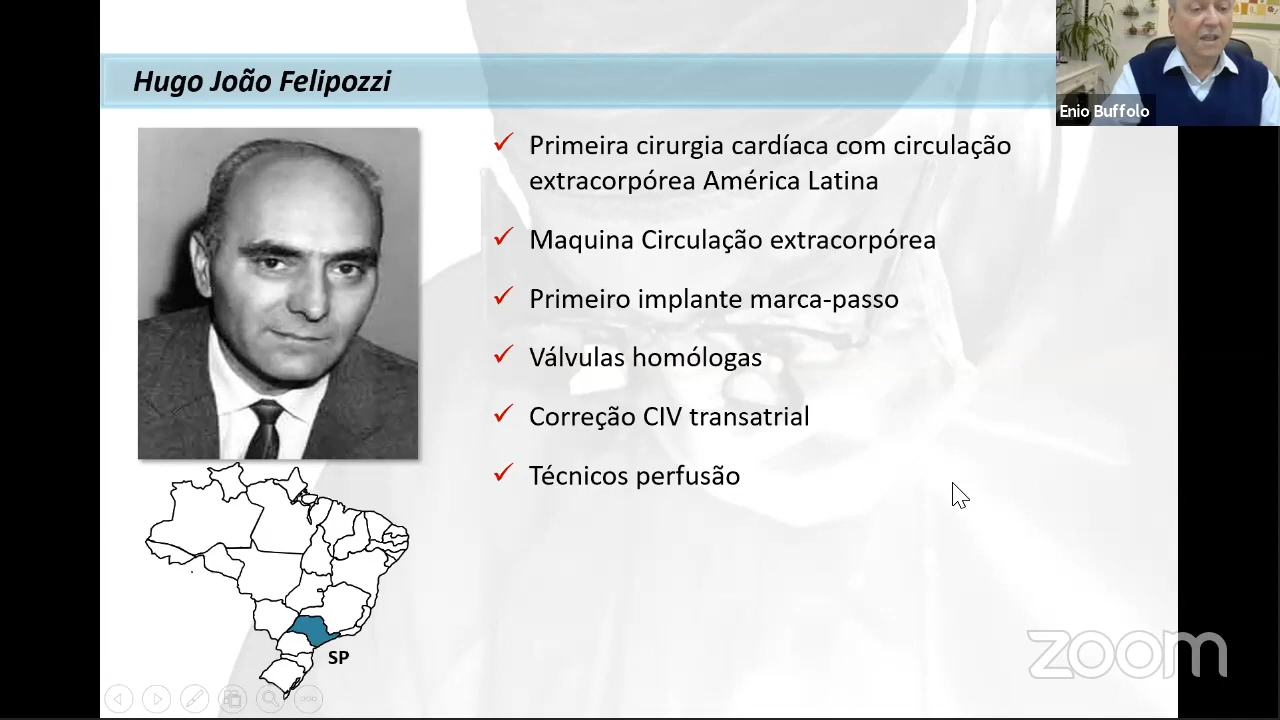 Hugo João Felipozzi
Enio Buffolo
Primeira cirurgia cardíaca com circulação
extracorpórea América Latina
Maquina Circulação extracorpórea
Primeiro implante marca-passo
Válvulas homólogas
Correção CIV transatrial
Técnicos perfusão
SP
zoom